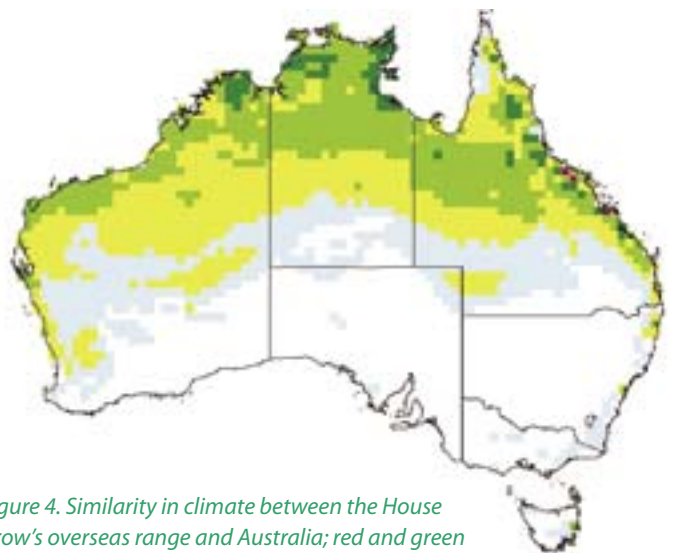 gure 4. Similarity in climate between the House
row's overseas range and Australia; red and green